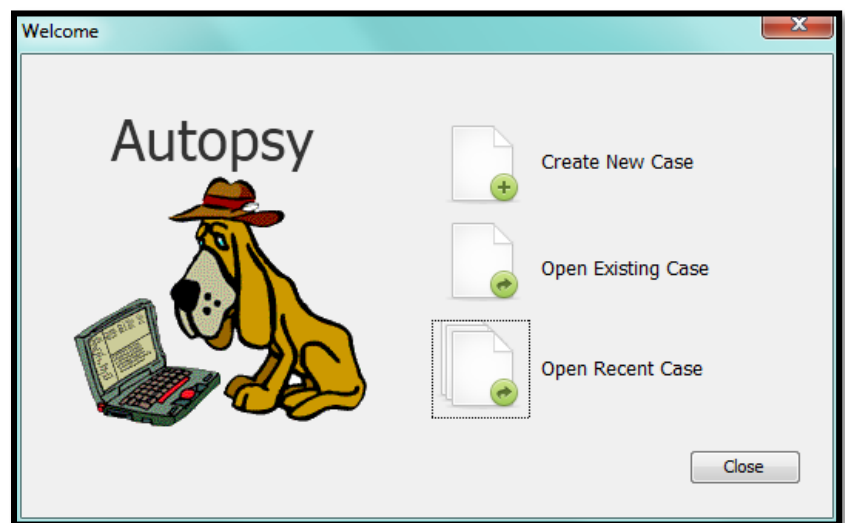 Welcome
Autopsy
Create New Case
Open Existing Case
Open Recent Case
Close